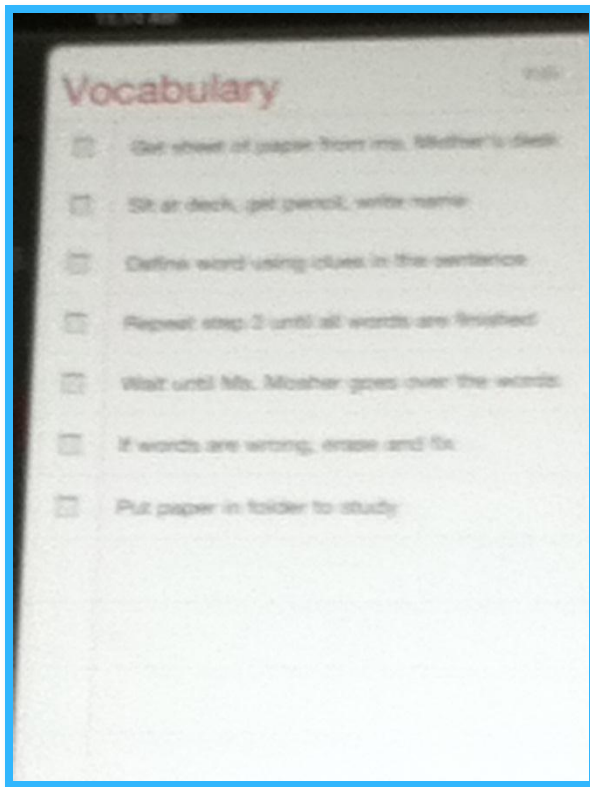 Vocabulary
Get sheet of paper from ms. Mosher's desk
Sit at deck, get pencil, write name
Define word using clues in the sentence
Repeat step 3 until all words are finished
Wait until Ms. Mosher goes over the words.
If words are wrong, erase and fix
Put paper in folder to study